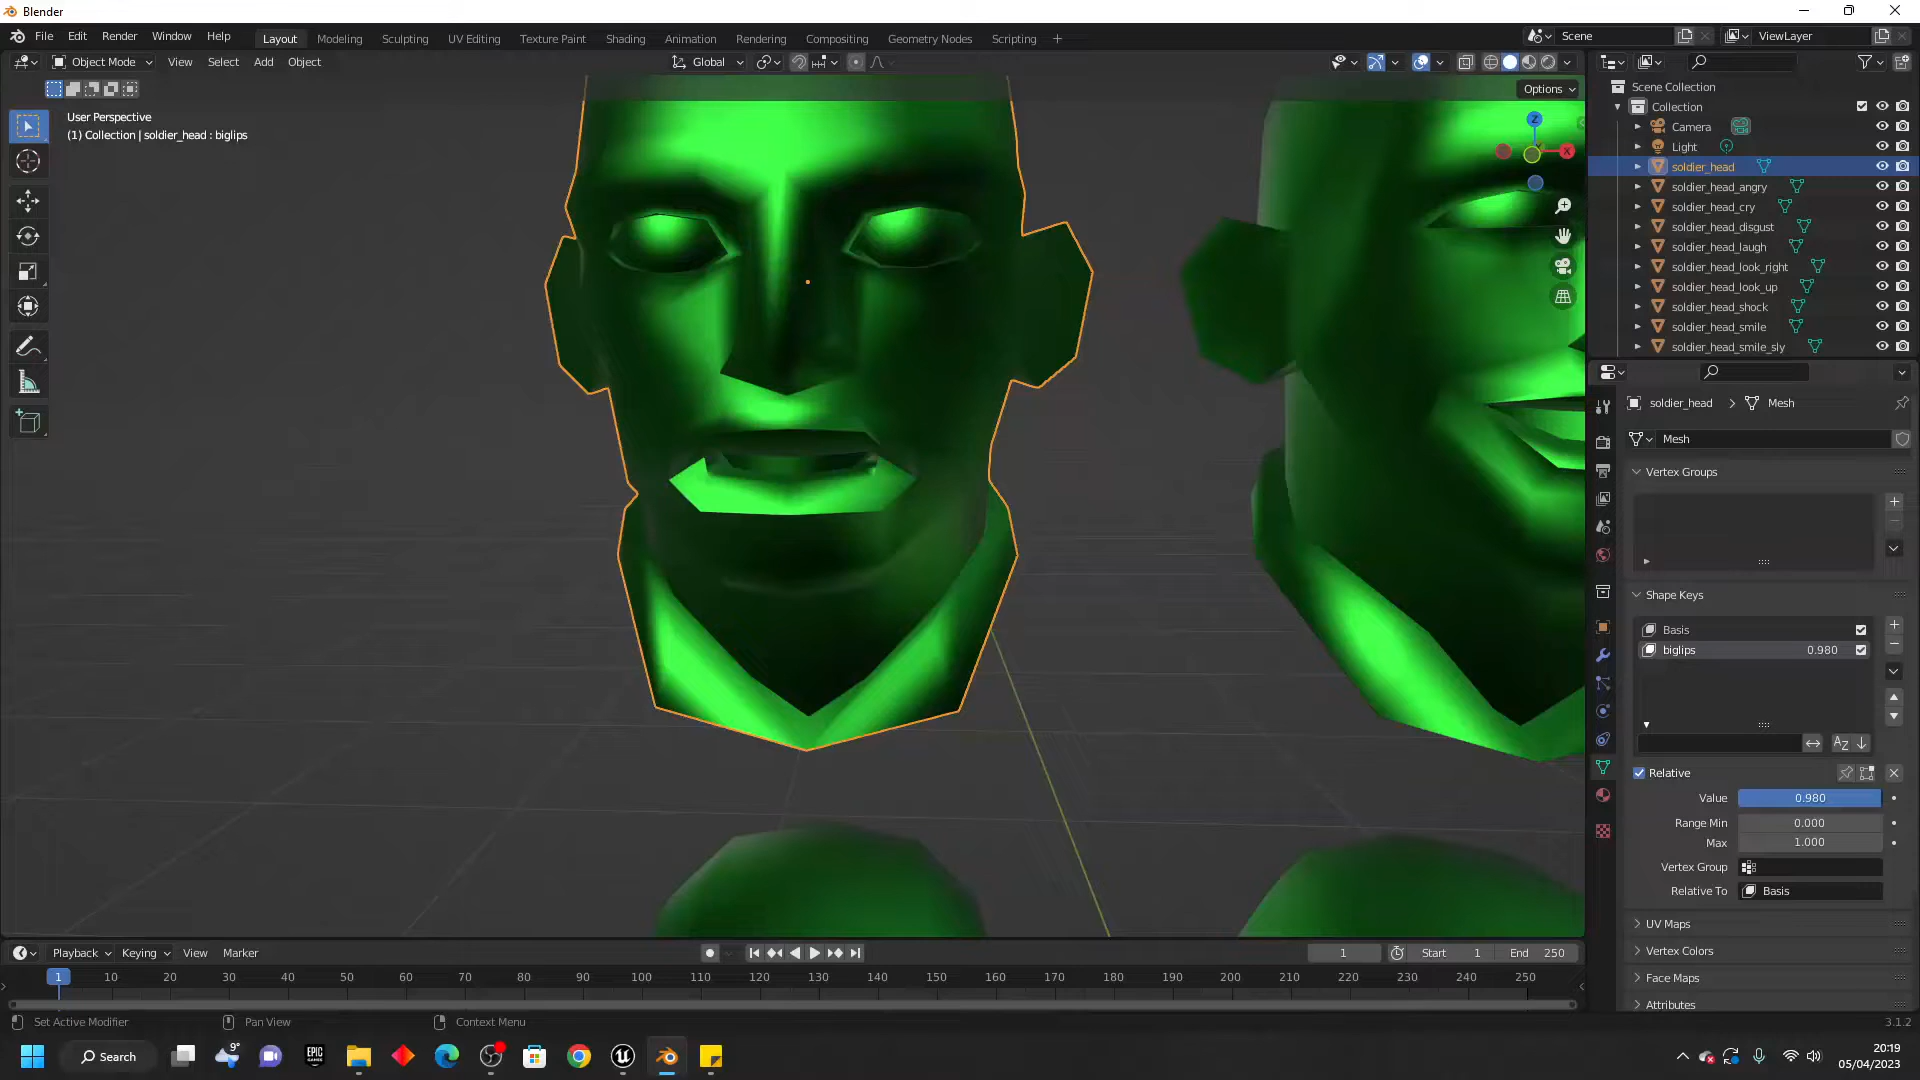 Blender
File Edit Render Window Help
Layout Modeling Sculpting UV Editing Texture Paint Shading Animation Rendering Compositing Geometry Nodes Scripting
Scene
ViewLayer
Object Mode View Select Add Object
Global
Options
User Perspective
(1) Collection | soldier_head : biglips
Z
X
Scene Collection
Collection
Camera
Light
soldier_head
soldier_head_angry
soldier_head_cry
soldier_head_disgust
soldier_head_laugh
soldier_head_look_right
soldier_head_look_up
soldier_head_shock
soldier_head_smile
soldier_head_smile_sly
soldier_head > Mesh
Mesh
Vertex Groups
Shape Keys
Basis
biglips 0.980
AZ
Relative
Value 0.980
Range Min 0.000
Max 1.000
Vertex Group
Relative To Basis
UV Maps
Vertex Colors
Face Maps
Attributes
Playback Keying View Marker
1 Start 1 End 250
1 10 20 30 40 50 60 70 80 90 100 110 120 130 140 150 160 170 180 190 200 210 220 230 240 250
Set Active Modifier Pan View Context Menu
3.1.2
Search
9°
EPIC GAMES
20:19
05/04/2023